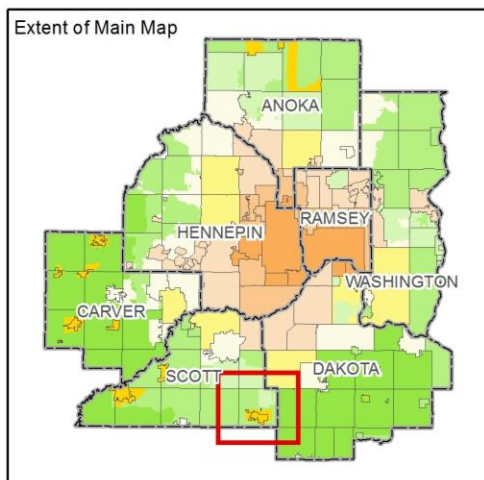 Extent of Main Map
ANOKA
HENNEPIN
RAMSEY
WASHINGTON
CARVER
SCOTT
DAKOTA